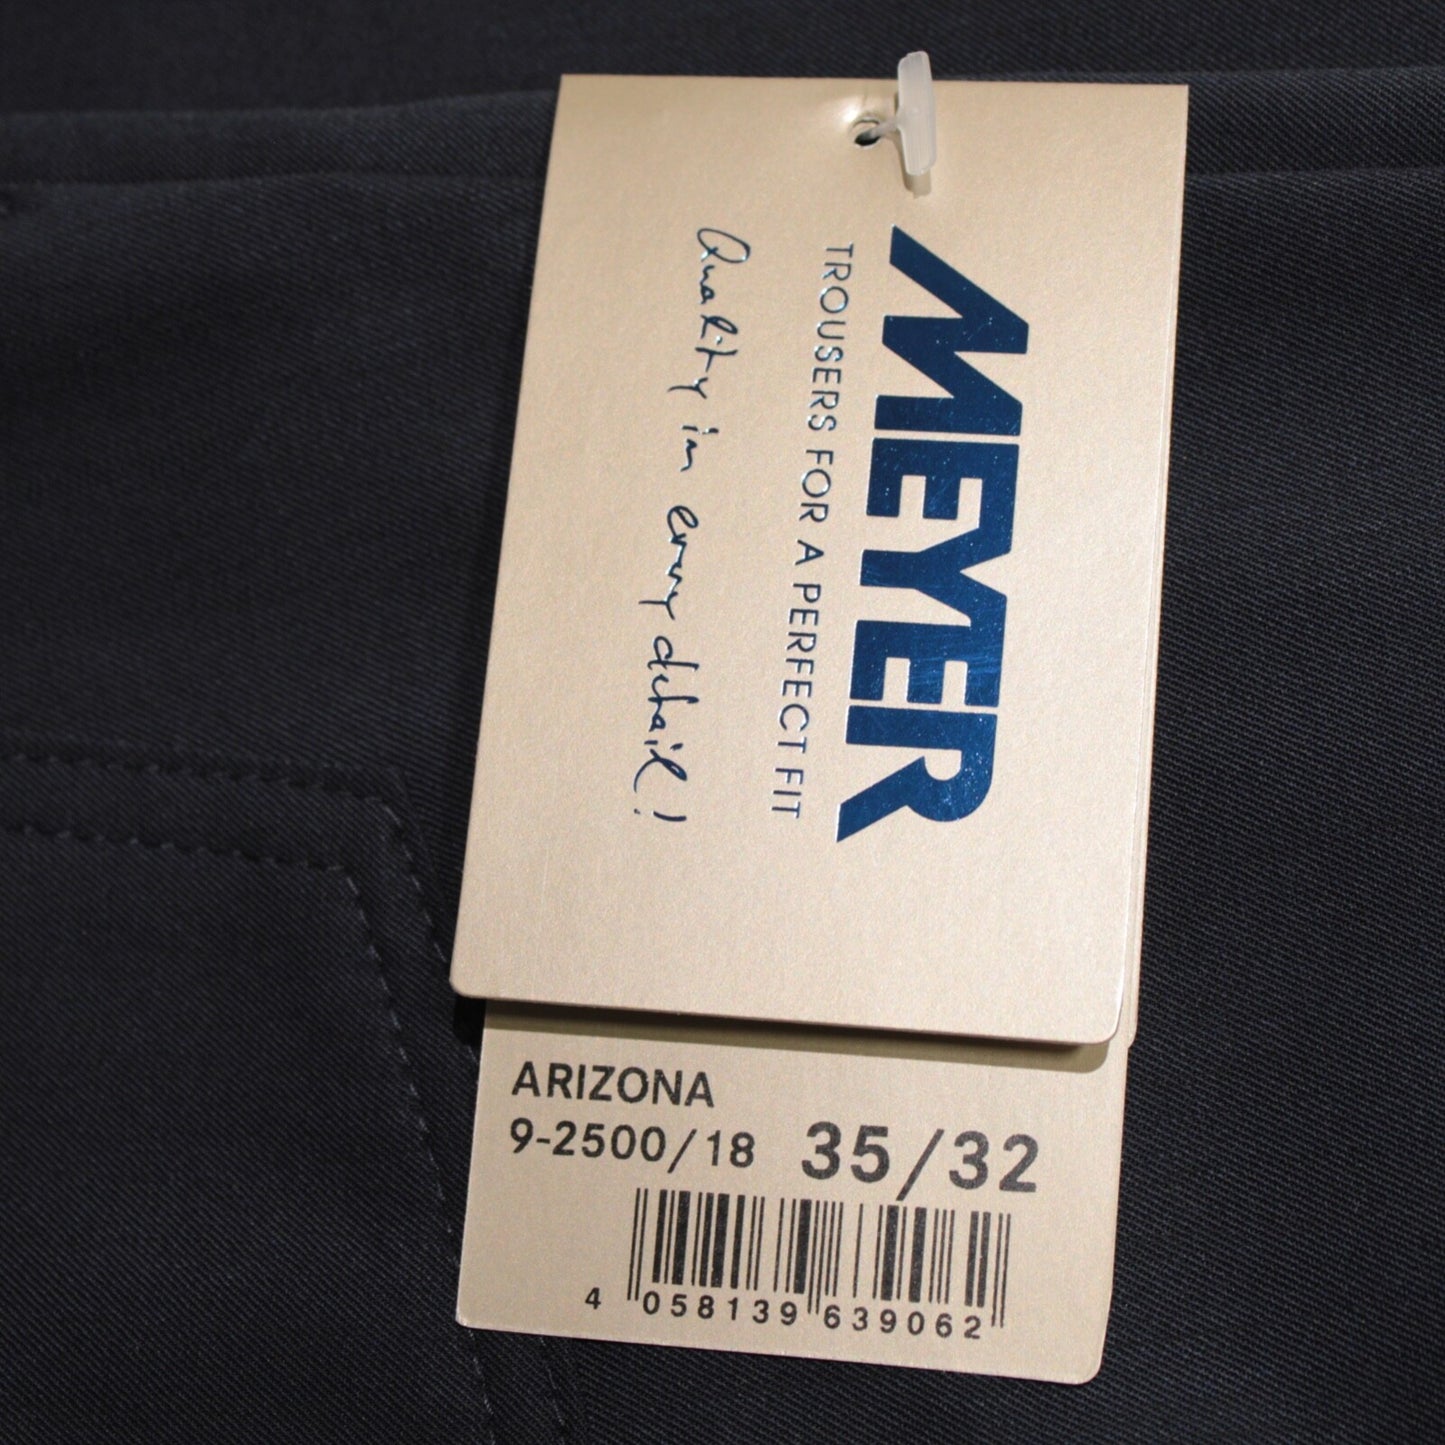 MEYER
TROUSERS FOR A PERFECT FIT
Quality in every detail!
ARIZONA
9-2500/18 35/32
4 058139 639062